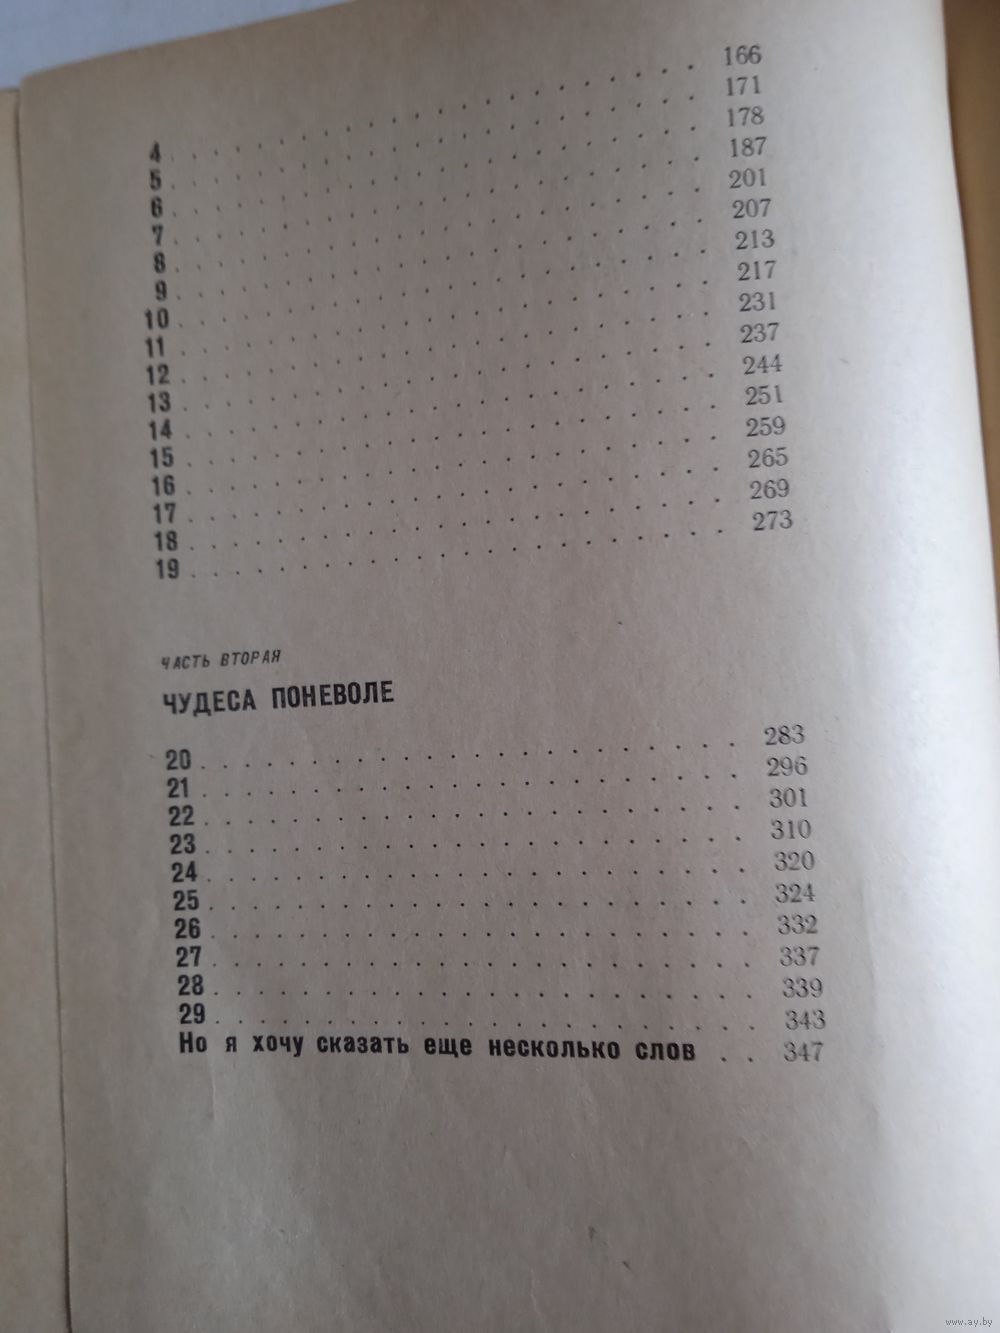 4 . . . . . . . . . . . . . . . . . . . . . . . . 166
5 . . . . . . . . . . . . . . . . . . . . . . . . 171
6 . . . . . . . . . . . . . . . . . . . . . . . . 178
7 . . . . . . . . . . . . . . . . . . . . . . . . 187
8 . . . . . . . . . . . . . . . . . . . . . . . . 201
9 . . . . . . . . . . . . . . . . . . . . . . . . 207
10 . . . . . . . . . . . . . . . . . . . . . . . . 213
11 . . . . . . . . . . . . . . . . . . . . . . . . 217
12 . . . . . . . . . . . . . . . . . . . . . . . . 231
13 . . . . . . . . . . . . . . . . . . . . . . . . 237
14 . . . . . . . . . . . . . . . . . . . . . . . . 244
15 . . . . . . . . . . . . . . . . . . . . . . . . 251
16 . . . . . . . . . . . . . . . . . . . . . . . . 259
17 . . . . . . . . . . . . . . . . . . . . . . . . 265
18 . . . . . . . . . . . . . . . . . . . . . . . . 269
19 . . . . . . . . . . . . . . . . . . . . . . . . 273
ЧАСТЬ ВТОРАЯ
ЧУДЕСА ПОНЕВОЛЕ
20 . . . . . . . . . . . . . . . . . . . . . . . . 283
21 . . . . . . . . . . . . . . . . . . . . . . . . 296
22 . . . . . . . . . . . . . . . . . . . . . . . . 301
23 . . . . . . . . . . . . . . . . . . . . . . . . 310
24 . . . . . . . . . . . . . . . . . . . . . . . . 320
25 . . . . . . . . . . . . . . . . . . . . . . . . 324
26 . . . . . . . . . . . . . . . . . . . . . . . . 332
27 . . . . . . . . . . . . . . . . . . . . . . . . 337
28 . . . . . . . . . . . . . . . . . . . . . . . . 339
29 . . . . . . . . . . . . . . . . . . . . . . . . 343
Но я хочу сказать еще несколько слов . . 347
www.ay.by